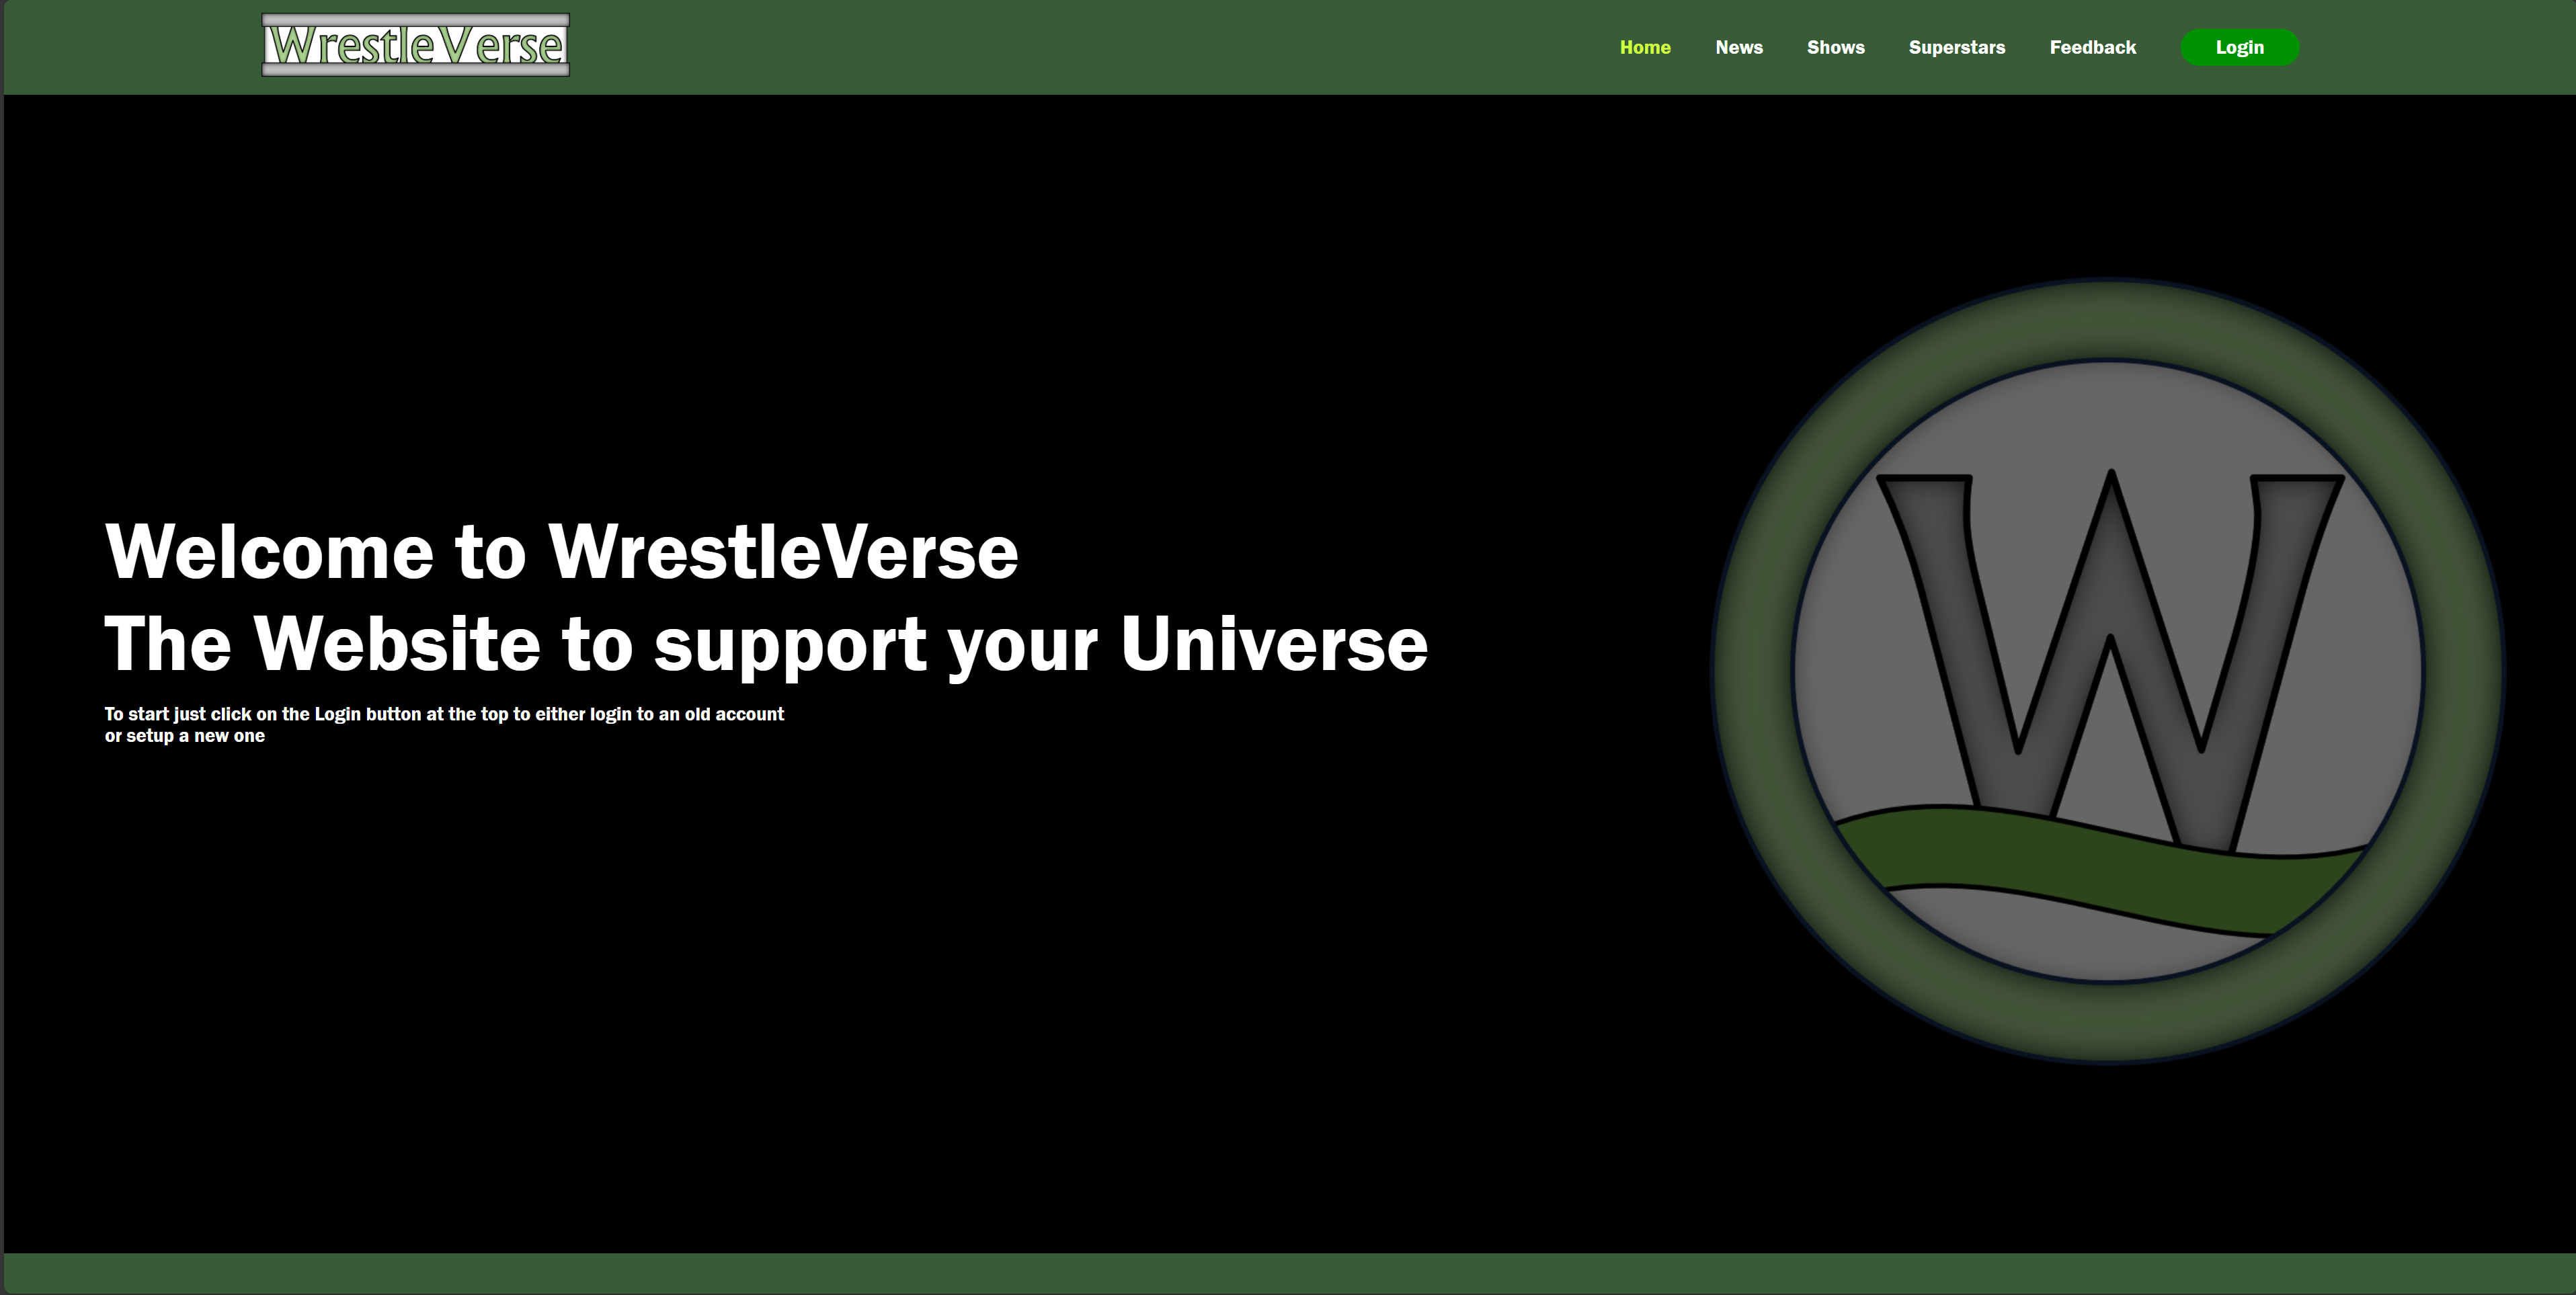 WrestleVerse
Home News Shows Superstars Feedback Login
Welcome to WrestleVerse
The Website to support your Universe
To start just click on the Login button at the top to either login to an old account
or setup a new one
W